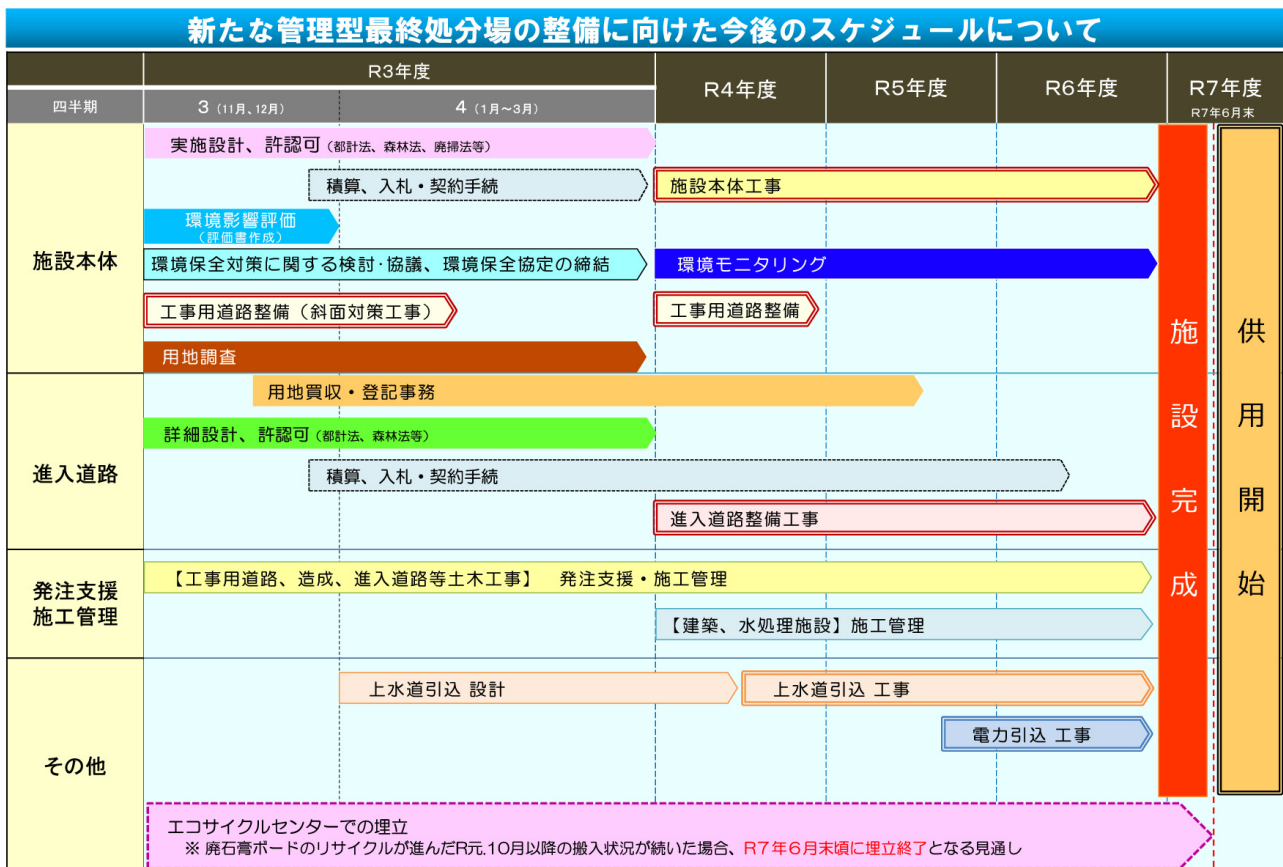 新たな管理型最終処分場の整備に向けた今後のスケジュールについて
R3年度
R4年度
R5年度
R6年度
R7年度
R7年6月末
四半期
3（11月、12月）
4（1月～3月）
施設本体
実施設計、許認可（都計法、森林法、廃掃法等）
積算、入札・契約手続
施設本体工事
環境影響評価
（評価書作成）
環境保全対策に関する検討・協議、環境保全協定の締結
環境モニタリング
工事用道路整備（斜面対策工事）
工事用道路整備
用地調査
進入道路
用地買収・登記事務
詳細設計、許認可（都計法、森林法等）
積算、入札・契約手続
進入道路整備工事
発注支援
施工管理
【工事用道路、造成、進入道路等土木工事】　発注支援・施工管理
【建築、水処理施設】施工管理
その他
上水道引込 設計
上水道引込 工事
電力引込 工事
エコサイクルセンターでの埋立
※ 廃石膏ボードのリサイクルが進んだR元.10月以降の搬入状況が続いた場合、R7年6月末頃に埋立終了となる見通し
施設完成
供用開始